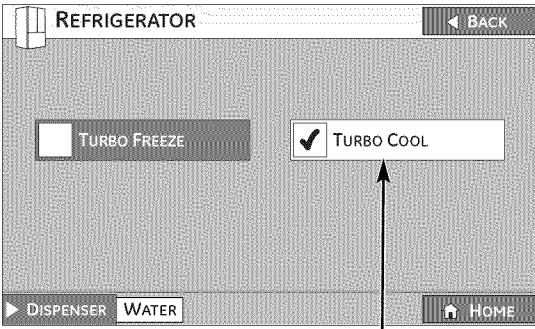 REFRIGERATOR
BACK
TURBO FREEZE
TURBO COOL
DISPENSER WATER
HOME